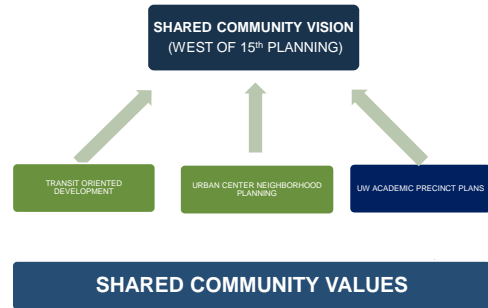 SHARED COMMUNITY VISION
(WEST OF 15th PLANNING)
TRANSIT ORIENTED
DEVELOPMENT
URBAN CENTER NEIGHBORHOOD
PLANNING
UW ACADEMIC PRECINCT PLANS
SHARED COMMUNITY VALUES